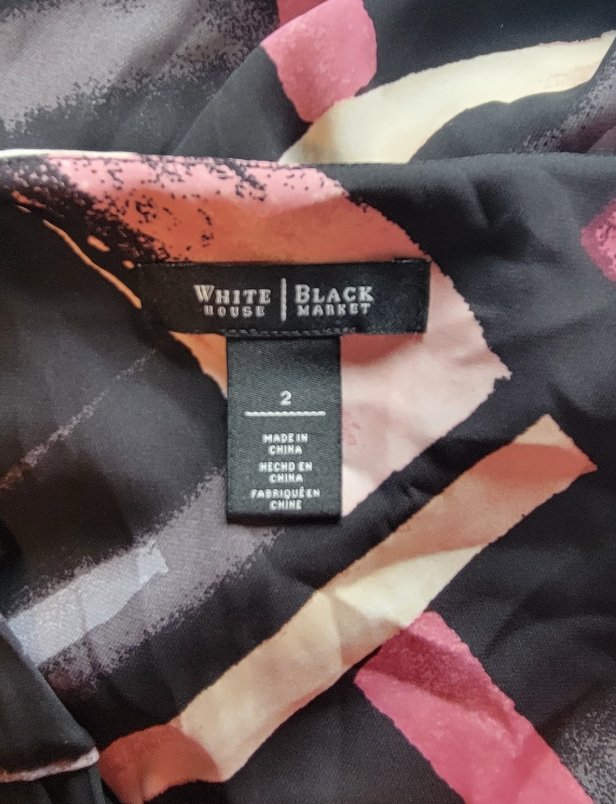 WHITE | BLACK
HOUSE | MARKET
2
MADE IN
CHINA
HECHO EN
CHINA
FABRIQUÉ EN
CHINE